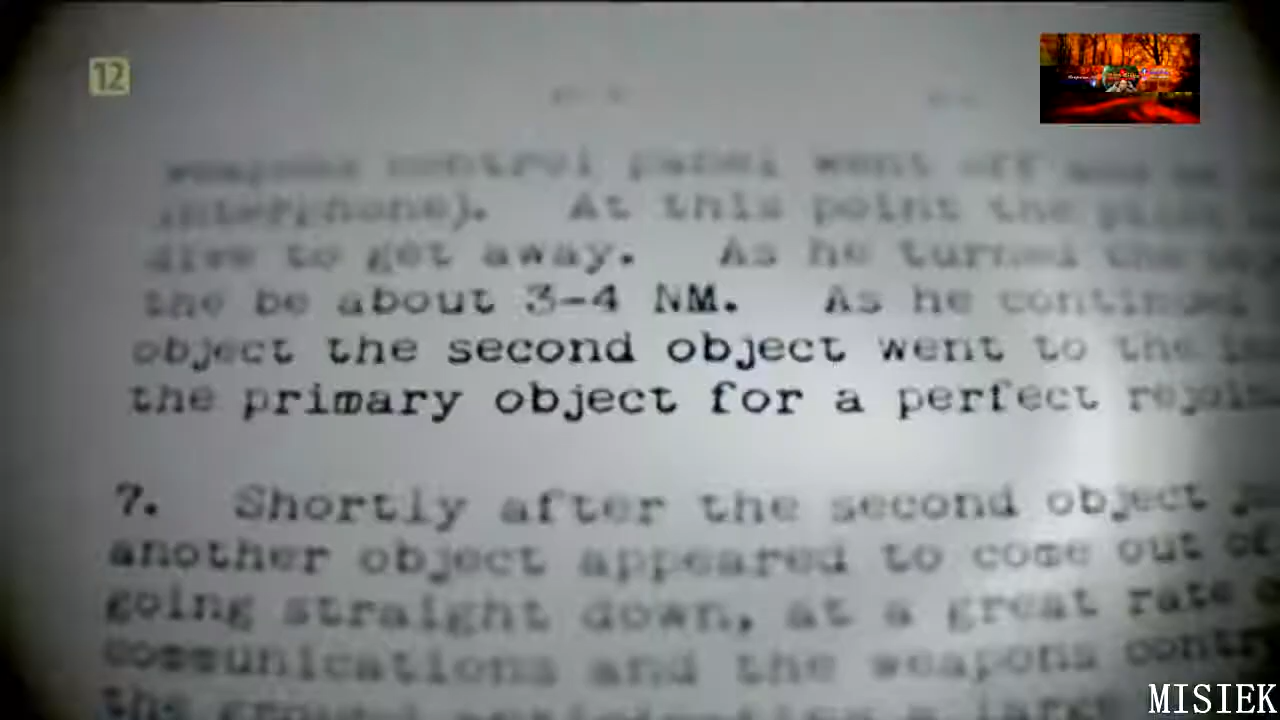 12
weapons control panel went off
interphone). At this point the
dive to get away. As he turned the
the be about 3-4 NM. As he continued
object the second object went to the
the primary object for a perfect
7. Shortly after the second object
another object appeared to come out of
going straight down, at a great rate
communications and the weapons
the ground,
MISIEK